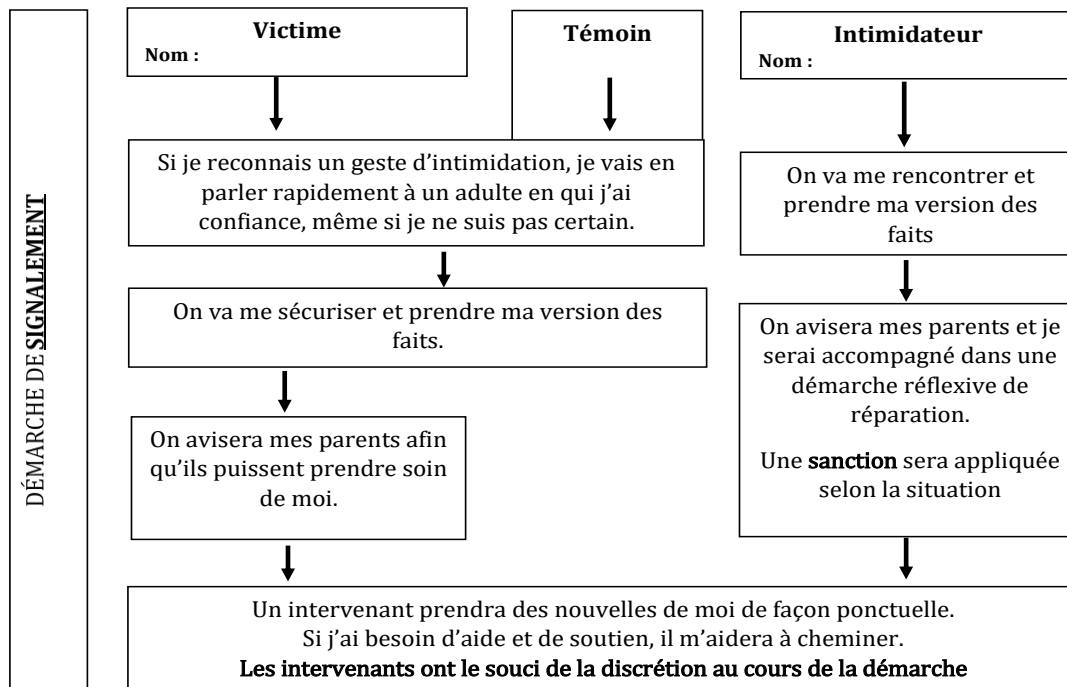 DÉMARCHE DE SIGNALEMENT
Victime
Nom :
Témoin
Intimidateur
Nom :
Si je reconnais un geste d’intimidation, je vais en
parler rapidement à un adulte en qui j’ai
confiance, même si je ne suis pas certain.
On va me rencontrer et
prendre ma version des
faits
On va me sécuriser et prendre ma version des
faits.
On avisera mes parents et je
serai accompagné dans une
démarche réflexive de
réparation.
Une sanction sera appliquée
selon la situation
On avisera mes parents afin
qu’ils puissent prendre soin
de moi.
Un intervenant prendra des nouvelles de moi de façon ponctuelle.
Si j’ai besoin d’aide et de soutien, il m’aidera à cheminer.
Les intervenants ont le souci de la discrétion au cours de la démarche